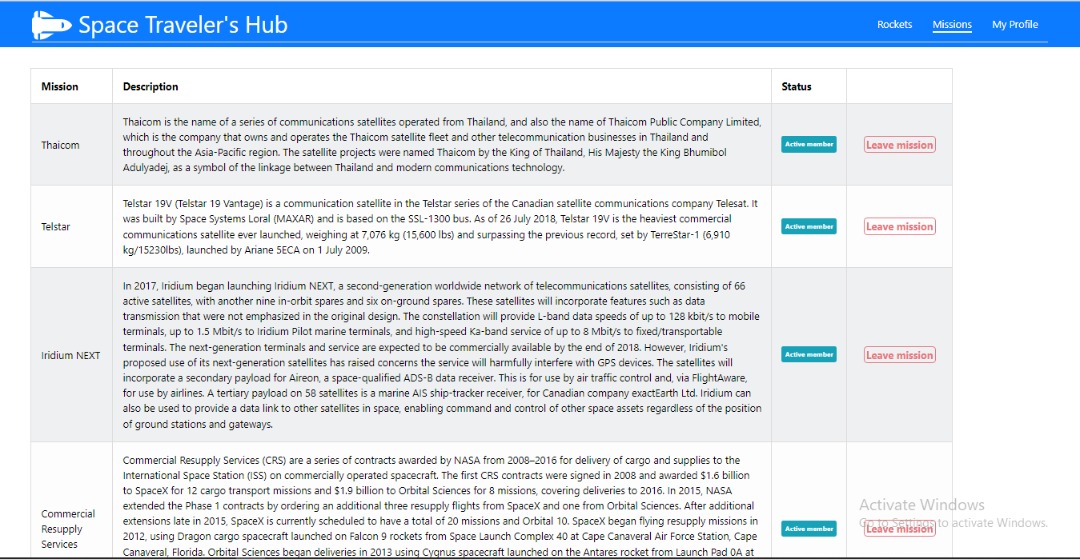 Space Traveler's Hub
Rockets
Missions
My Profile
Mission
Description
Status
Thaicom
Thaicom is the name of a series of communications satellites operated from Thailand, and also the name of Thaicom Public Company Limited,
which is the company that owns and operates the Thaicom satellite fleet and other telecommunication businesses in Thailand and
throughout the Asia-Pacific region. The satellite projects were named Thaicom by the King of Thailand, His Majesty the King Bhumibol
Adulyadej, as a symbol of the linkage between Thailand and modern communications technology.
Active member
Leave mission
Telstar
Telstar 19V (Telstar 19 Vantage) is a communication satellite in the Telstar series of the Canadian satellite communications company Telesat. It
was built by Space Systems Loral (MAXAR) and is based on the SSL-1300 bus. As of 26 July 2018, Telstar 19V is the heaviest commercial
communications satellite ever launched, weighing at 7,076 kg (15,600 lbs) and surpassing the previous record, set by TerreStar-1 (6,910
kg/15230lbs), launched by Ariane 5ECA on 1 July 2009.
Active member
Leave mission
Iridium NEXT
In 2017, Iridium began launching Iridium NEXT, a second-generation worldwide network of telecommunications satellites, consisting of 66
active satellites, with another nine in-orbit spares and six on-ground spares. These satellites will incorporate features such as data
transmission that were not emphasized in the original design. The constellation will provide L-band data speeds of up to 128 kbit/s to mobile
terminals, up to 1.5 Mbit/s to Iridium Pilot marine terminals, and high-speed Ka-band service of up to 8 Mbit/s to fixed/transportable
terminals. The next-generation terminals and service are expected to be commercially available by the end of 2018. However, Iridium's
proposed use of its next-generation satellites has raised concerns the service will harmfully interfere with GPS devices. The satellites will
incorporate a secondary payload for Aireon, a space-qualified ADS-B data receiver. This is for use by air traffic control and, via FlightAware,
for use by airlines. A tertiary payload on 58 satellites is a marine AIS ship-tracker receiver, for Canadian company exactEarth Ltd. Iridium can
also be used to provide a data link to other satellites in space, enabling command and control of other space assets regardless of the position
of ground stations and gateways.
Active member
Leave mission
Commercial
Resupply
Services
Commercial Resupply Services (CRS) are a series of contracts awarded by NASA from 2008–2016 for delivery of cargo and supplies to the
International Space Station (ISS) on commercially operated spacecraft. The first CRS contracts were signed in 2008 and awarded $1.6 billion
to SpaceX for 12 cargo transport missions and $1.9 billion to Orbital Sciences for 8 missions, covering deliveries to 2016. In 2015, NASA
extended the Phase 1 contracts by ordering an additional three resupply flights from SpaceX and one from Orbital Sciences. After additional
extensions late in 2015, SpaceX is currently scheduled to have a total of 20 missions and Orbital 10. SpaceX began flying resupply missions in
2012, using Dragon cargo spacecraft launched on Falcon 9 rockets from Space Launch Complex 40 at Cape Canaveral Air Force Station, Cape
Canaveral, Florida. Orbital Sciences began deliveries in 2013 using Cygnus spacecraft launched on the Antares rocket from Launch Pad 0A at
Active member
Leave mission
Activate Windows
Go to Settings to activate Windows.